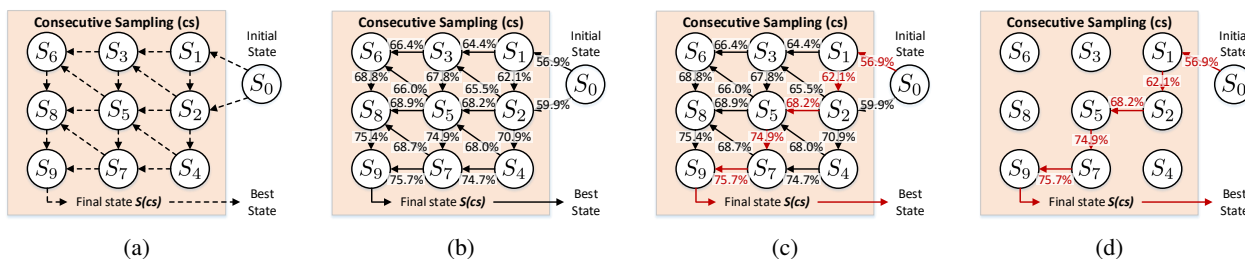 Consecutive Sampling (cs)
S6 S3 S1 Initial State
S0
S8 S5 S2
S9 S7 S4
Final state S(cs) Best State
(a)
Consecutive Sampling (cs)
S6 66.4% S3 64.4% S1 Initial State
56.9%
68.8% 67.8% 62.1% S0
66.0% 65.5%
S8 68.9% S5 68.2% S2 59.9%
75.4% 74.9% 70.9%
68.7% 68.0%
S9 75.7% S7 74.7% S4
Final state S(cs) Best State
(b)
Consecutive Sampling (cs)
S6 66.4% S3 64.4% S1 Initial State
56.9%
68.8% 67.8% 62.1% S0
66.0% 65.5%
S8 68.9% S5 68.2% S2 59.9%
75.4% 74.9% 70.9%
68.7% 68.0%
S9 75.7% S7 74.7% S4
Final state S(cs) Best State
(c)
Consecutive Sampling (cs)
S6 S3 S1 Initial State
56.9%
62.1% S0
S8 S5 68.2% S2
74.9%
S9 75.7% S7 S4
Final state S(cs) Best State
(d)